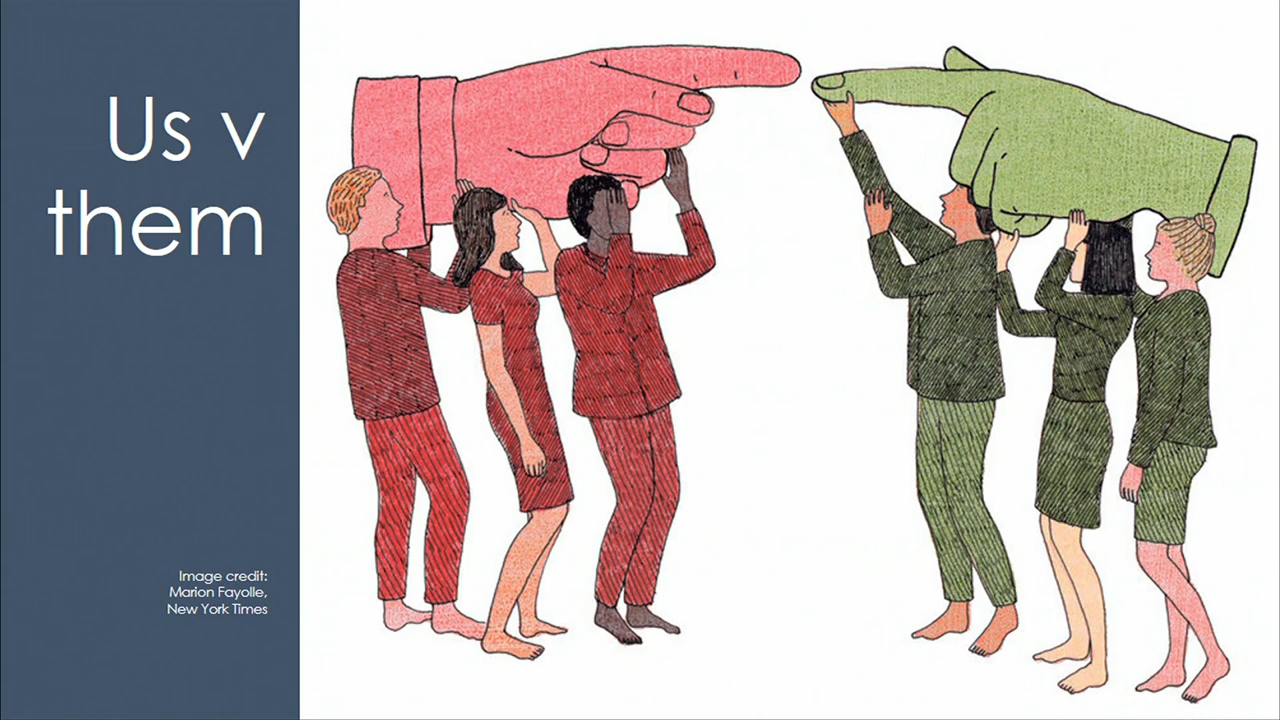 Us v
them
Image credit:
Marion Fayolle,
New York Times